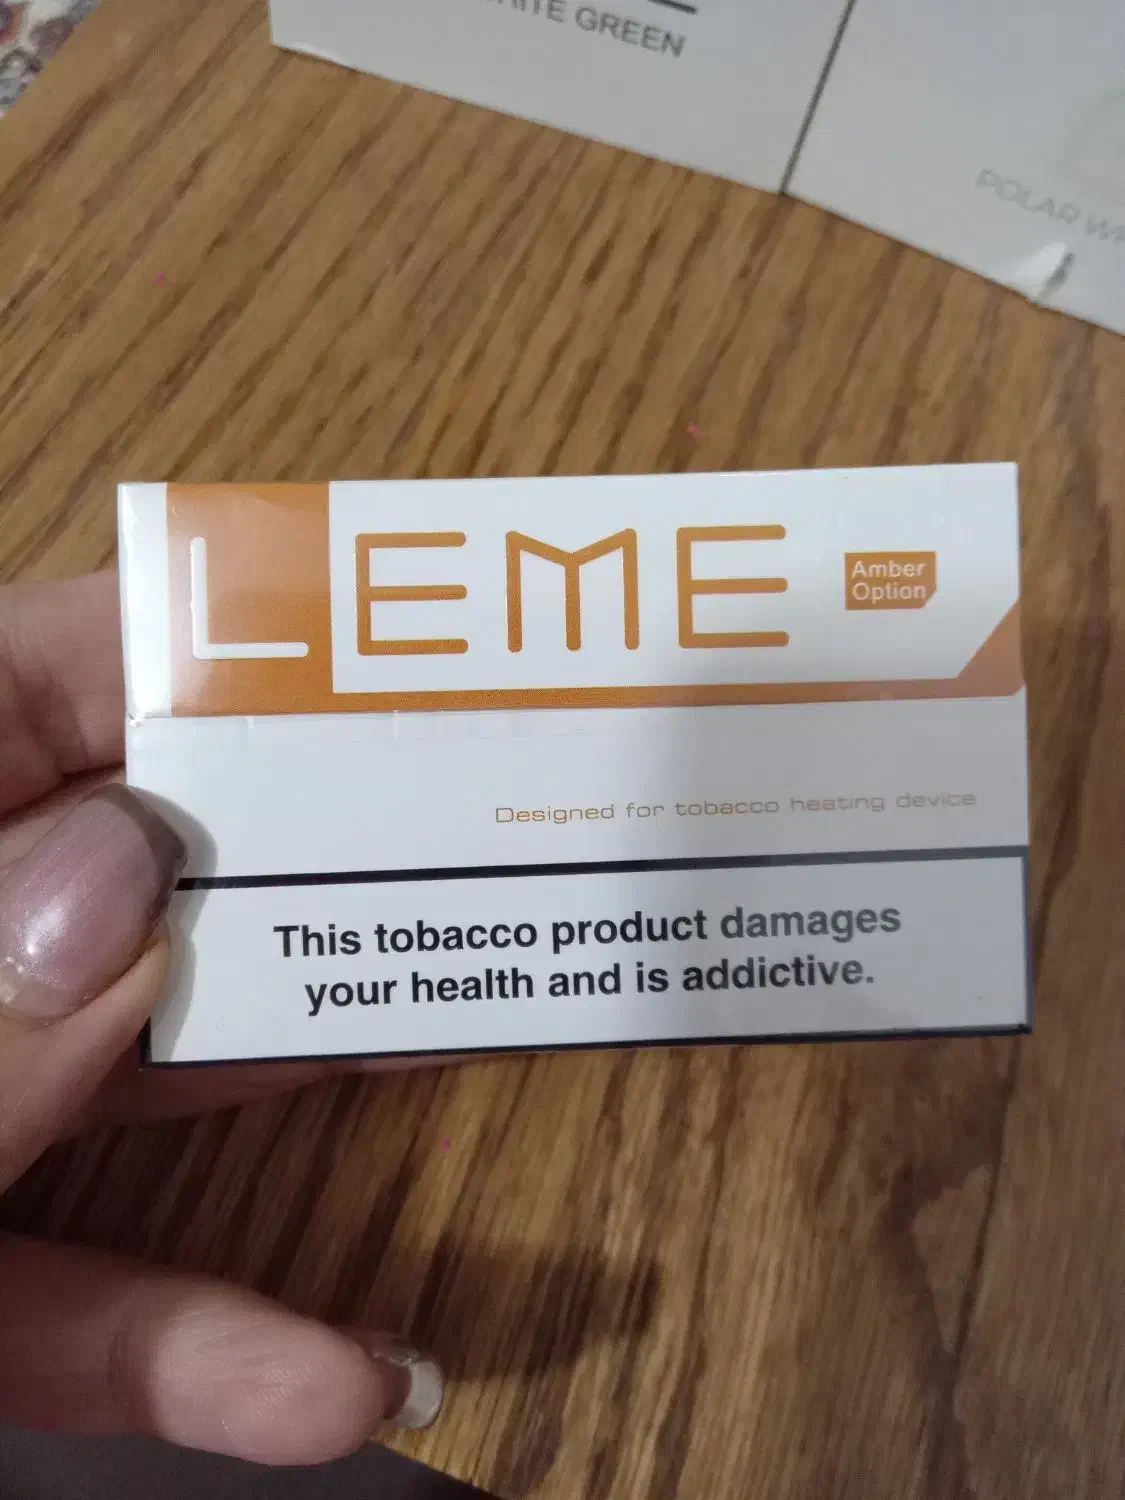 GREEN
POLAR
LEME
Amber
Option
Designed for tobacco heating device
This tobacco product damages
your health and is addictive.